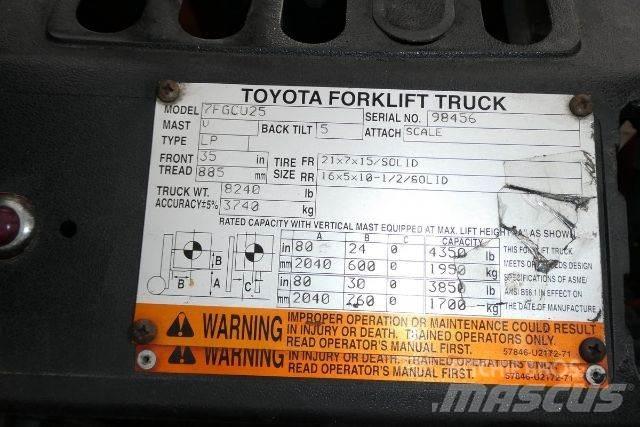 TOYOTA FORKLIFT TRUCK
MODEL 7FGCU25 SERIAL NO. 98456
MAST V BACK TILT 5 ATTACH SCALE
TYPE LP
FRONT 35 in TIRE FR 21x7x15/SOLID
TREAD 885 mm SIZE RR 16x5x10-1/2/SOLID
TRUCK WT. 8240 lb
ACCURACY±5% 3740 kg
RATED CAPACITY WITH VERTICAL MAST EQUIPPED AT MAX. LIFT HEIGHT "A" AS SHOWN
A B C CAPACITY
in 80 24 0 4350 lb THIS FORKLIFT TRUCK
mm 2040 600 0 1950 kg MEETS OR EXCEEDS DESIGN
SPECIFICATIONS OF ASME/
in 80 30 0 3850 lb ANSI B56.1 IN EFFECT ON
mm 2040 760 0 1700 kg THE DATE OF MANUFACTURE
B A B C
WARNING IMPROPER OPERATION OR MAINTENANCE COULD RESULT
IN INJURY OR DEATH. TRAINED OPERATORS ONLY.
READ OPERATOR'S MANUAL FIRST. 57846-U2172-71
WARNING IN INJURY OR DEATH. TRAINED OPERATORS ONLY.
READ OPERATOR'S MANUAL FIRST. 57846-U2172-71
MASCUS